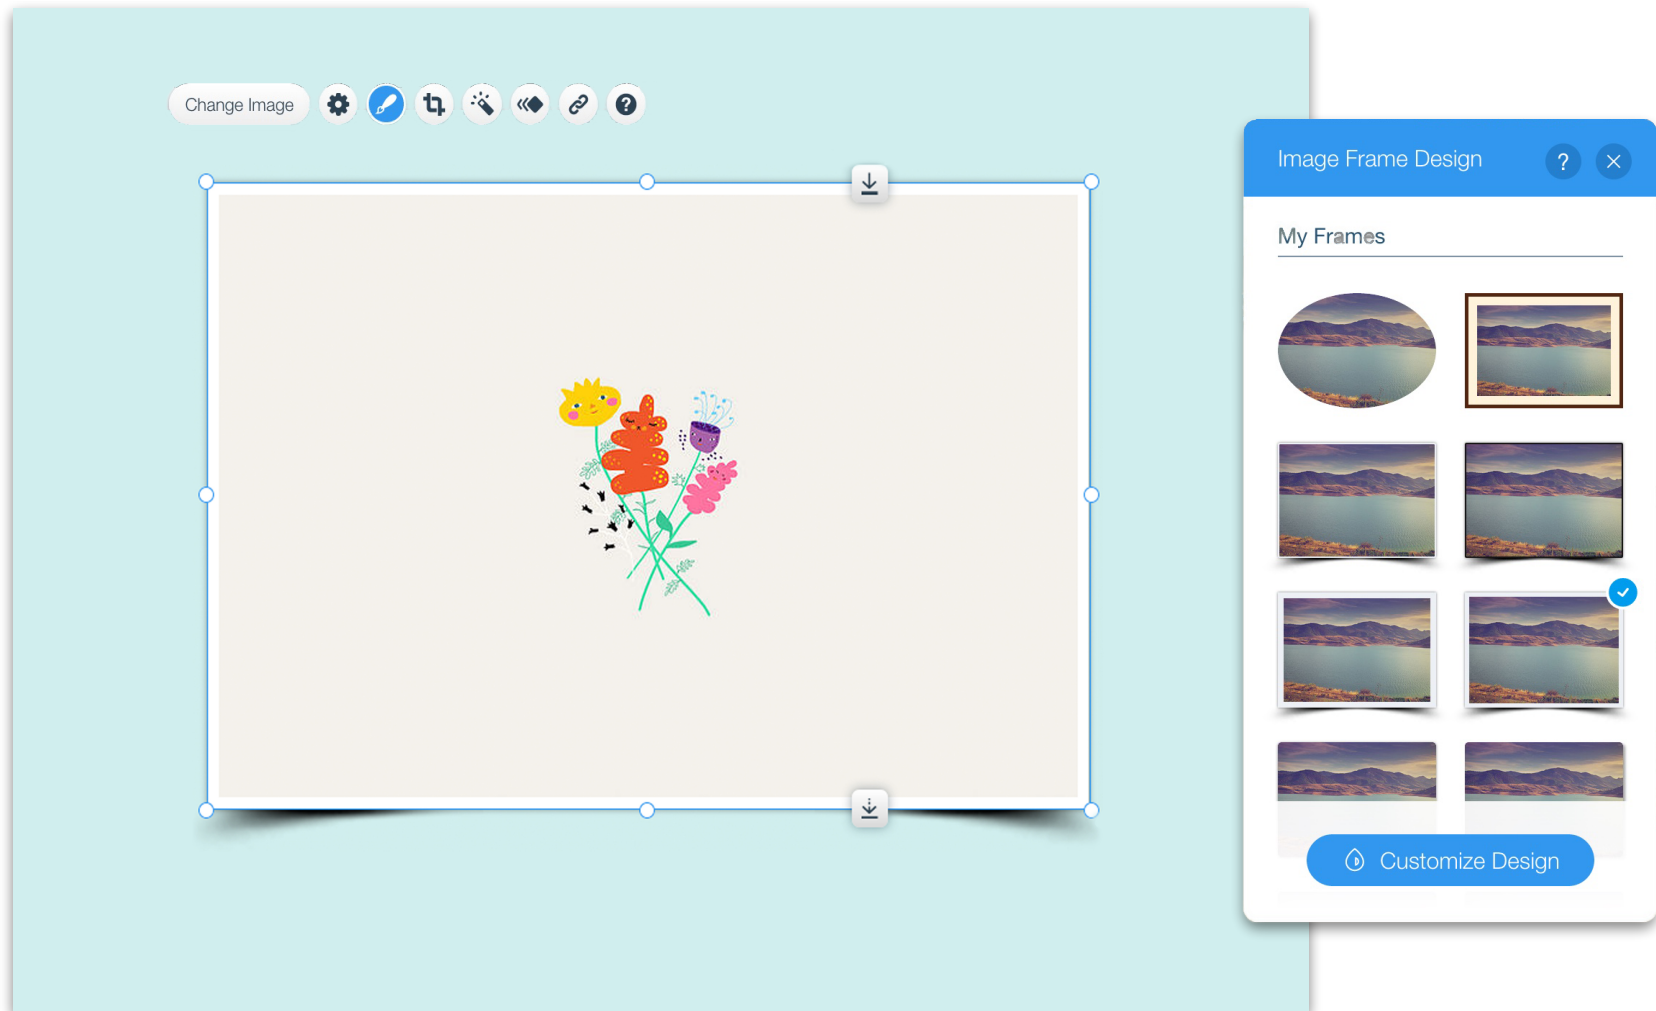 Change Image
?
Image Frame Design
?
My Frames
Customize Design